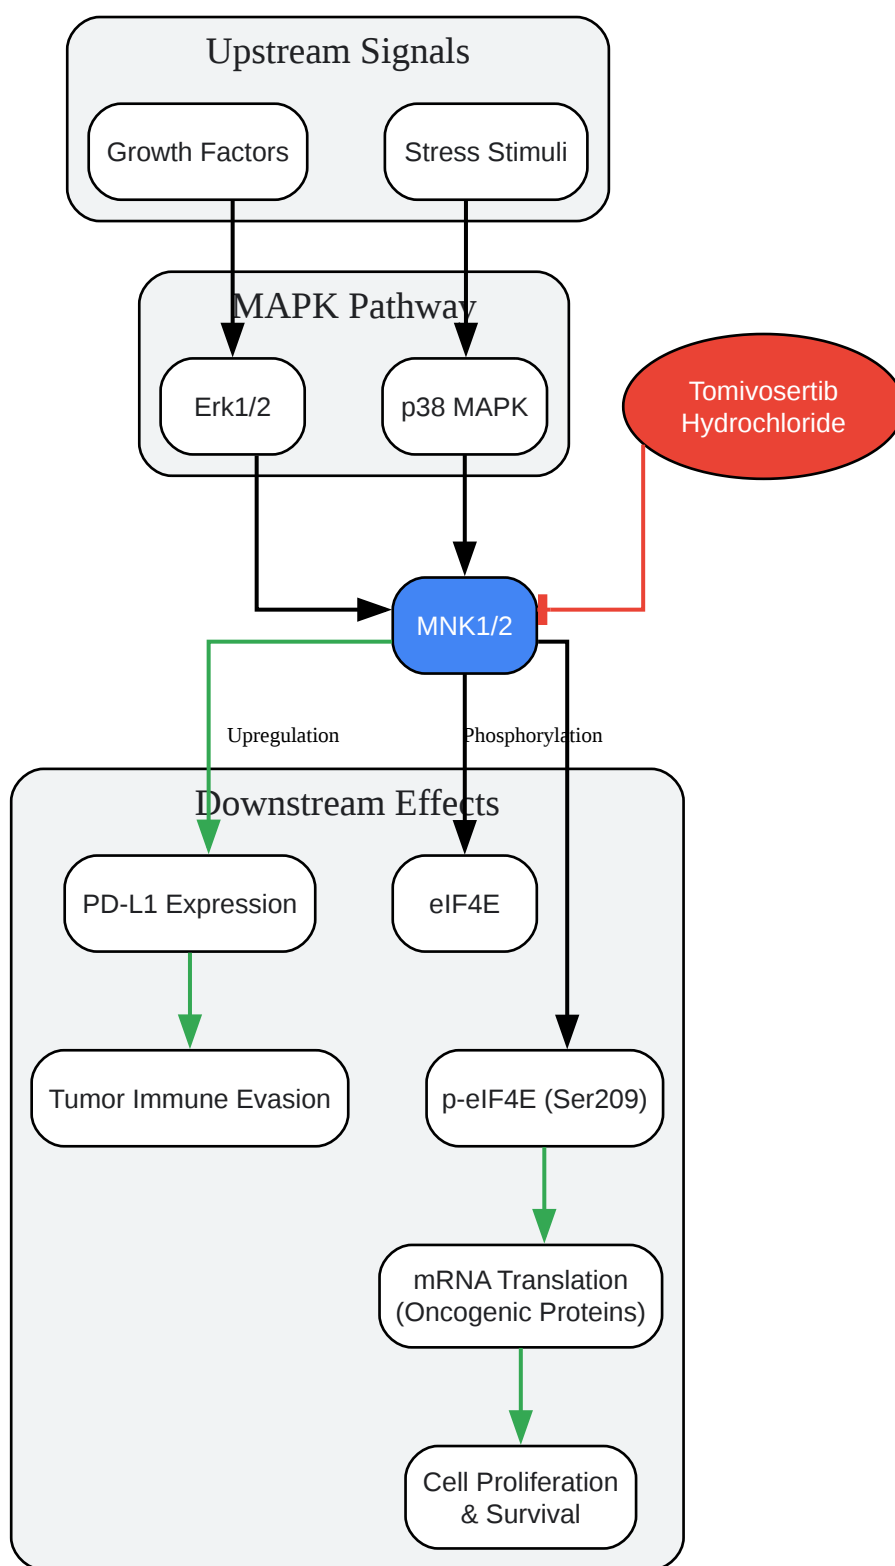 Upstream Signals
Growth Factors
Stress Stimuli
MAPK Pathway
Erk1/2
p38 MAPK
Tomivosertib
Hydrochloride
MNK1/2
Upregulation
Phosphorylation
Downstream Effects
PD-L1 Expression
eIF4E
Tumor Immune Evasion
p-eIF4E (Ser209)
mRNA Translation
(Oncogenic Proteins)
Cell Proliferation
& Survival